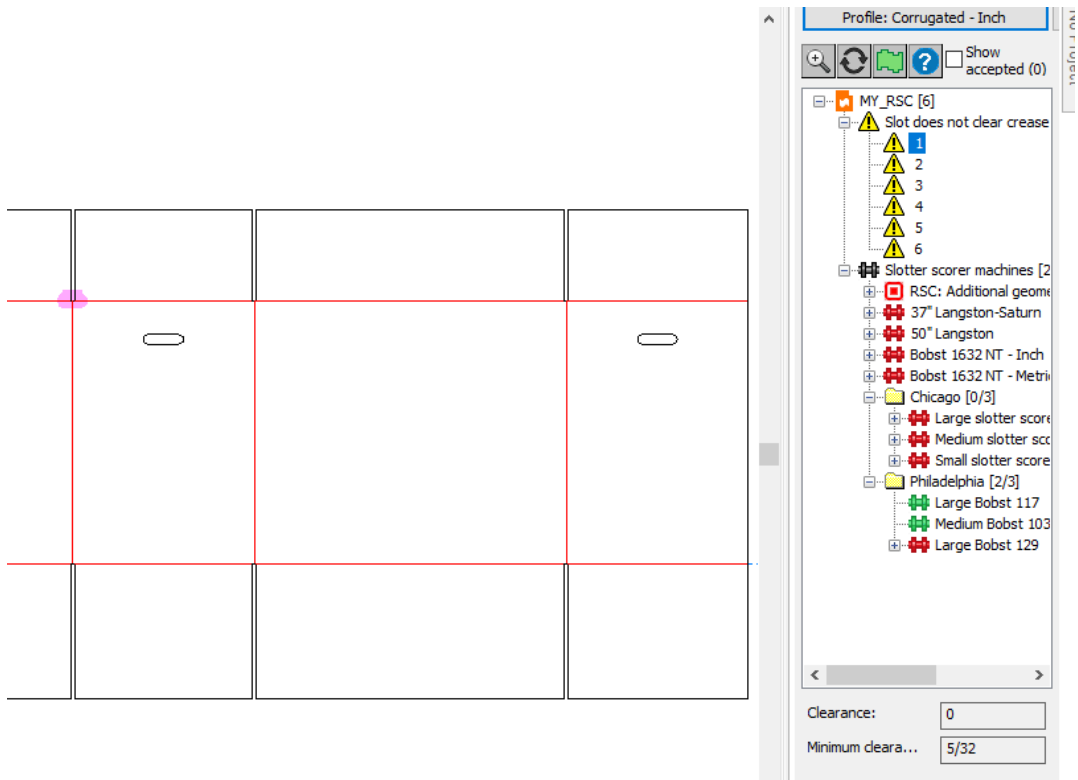 Profile: Corrugated - Inch
No Project
Show
accepted (0)
MY_RSC [6]
Slot does not clear crease
1
2
3
4
5
6
Slotter scorer machines [2
RSC: Additional geome
37" Langston-Saturn
50" Langston
Bobst 1632 NT - Inch
Bobst 1632 NT - Metri
Chicago [0/3]
Large slotter score
Medium slotter sco
Small slotter score
Philadelphia [2/3]
Large Bobst 117
Medium Bobst 103
Large Bobst 129
Clearance:
0
Minimum cleara...
5/32